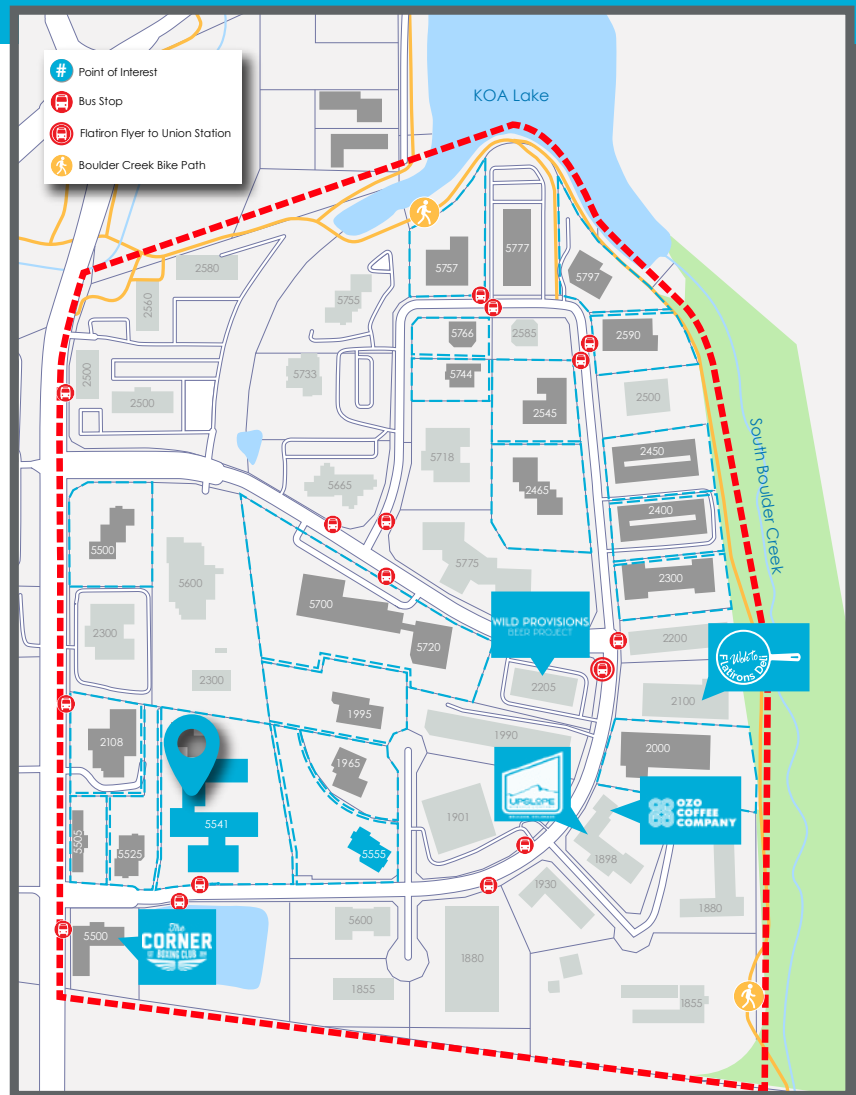 #
Point of Interest
Bus Stop
Flatiron Flyer to Union Station
Boulder Creek Bike Path
KOA Lake
5777
5757
5797
2580
5755
2560
5766
2585
2590
5744
5733
2500
2500
2500
2545
5718
2450
2465
5665
2400
5500
5775
5600
2300
5700
South Boulder Creek
WILD PROVISIONS
BEER PROJECT
2300
5720
2200
Wok to
Flatirons Deli
2300
2205
2100
1995
2108
1990
2000
1965
UPSLOPE
OZO
COFFEE
COMPANY
1901
5541
5505
5525
5555
1898
1930
5500
The
CORNER
BOXING CLUB
5600
1880
1880
1855
1855